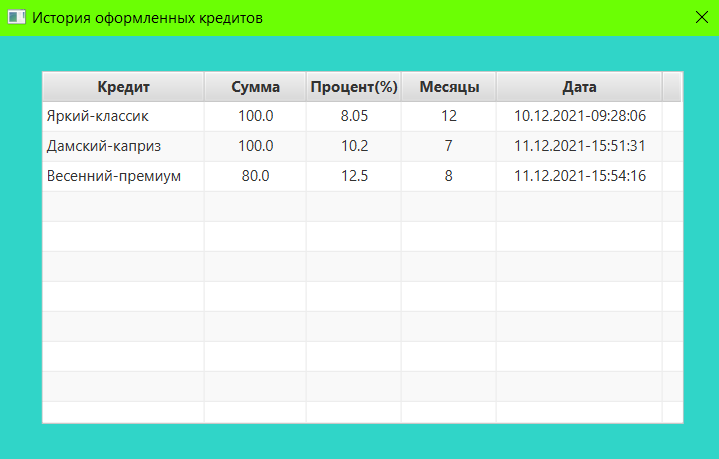 История оформленных кредитов
Кредит Сумма Процент(%) Месяцы Дата
Яркий-классик 100.0 8.05 12 10.12.2021-09:28:06
Дамский-каприз 100.0 10.2 7 11.12.2021-15:51:31
Весенний-премиум 80.0 12.5 8 11.12.2021-15:54:16